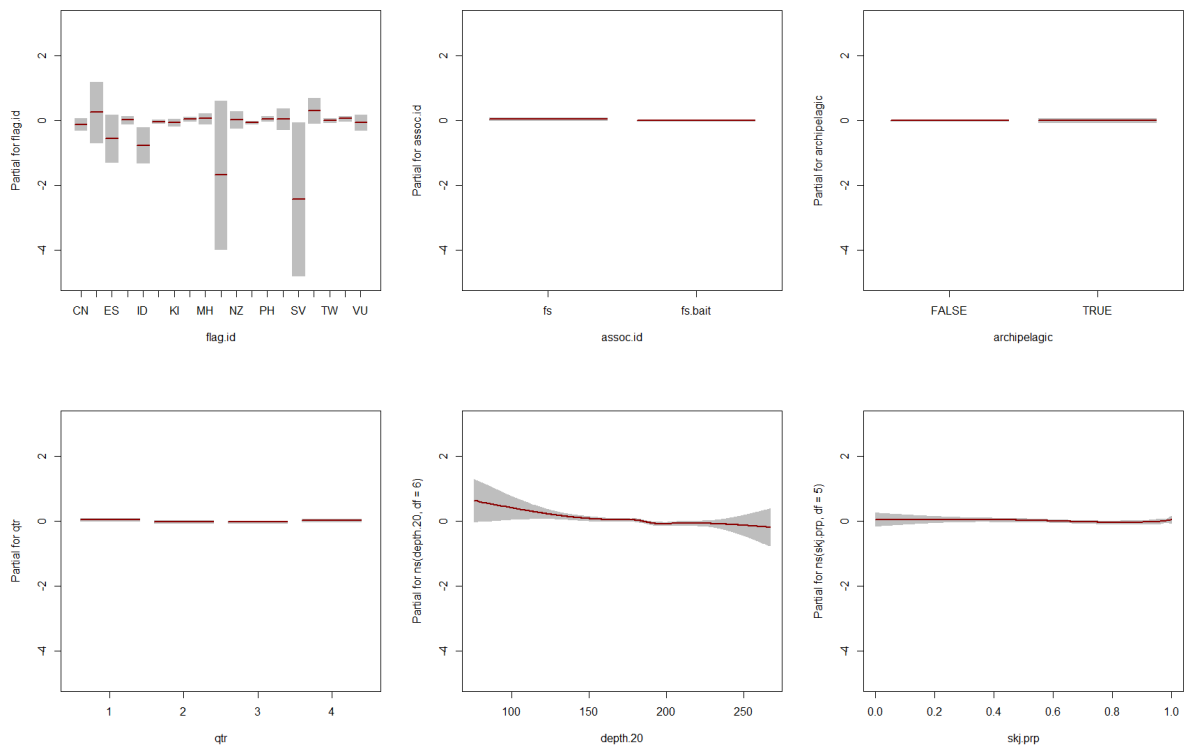 Partial for flag.id
2
0
-2
-4
CN ES ID KI MH NZ PH SV TW VU
flag.id
Partial for assoc.id
2
0
-2
-4
fs fs.bait
assoc.id
Partial for archipelagic
2
0
-2
-4
FALSE TRUE
archipelagic
Partial for qtr
2
0
-2
-4
1 2 3 4
qtr
Partial for ns(depth.20, df = 6)
2
0
-2
-4
100 150 200 250
depth.20
Partial for ns(skj.prp, df = 5)
2
0
-2
-4
0.0 0.2 0.4 0.6 0.8 1.0
skj.prp